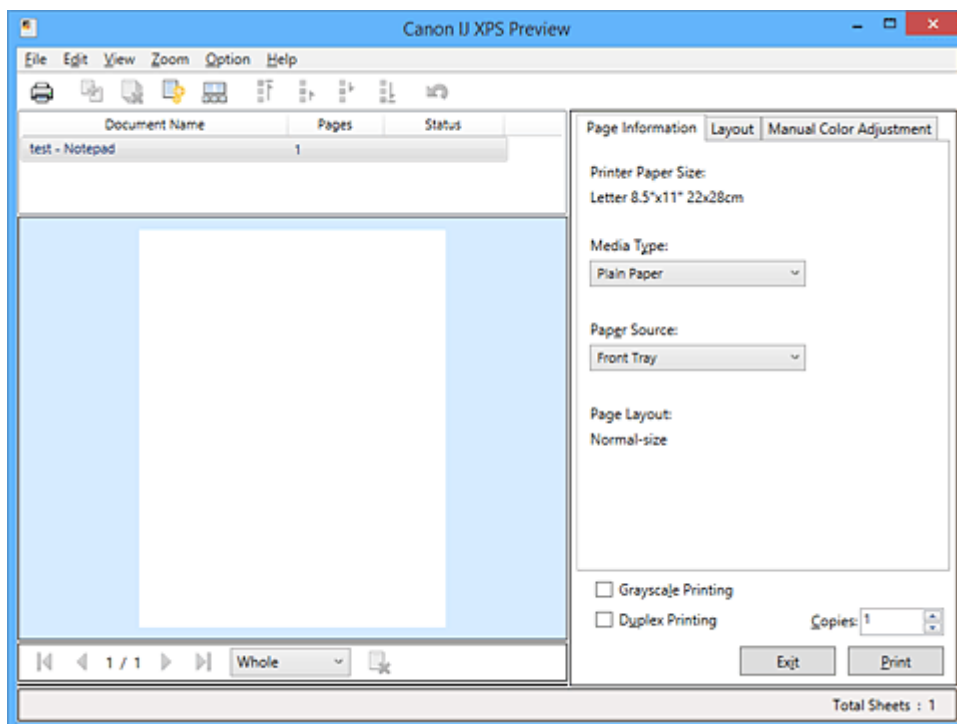 Canon IJ XPS Preview
File Edit View Zoom Option Help
Document Name Pages Status
test - Notepad 1
Page Information Layout Manual Color Adjustment
Printer Paper Size:
Letter 8.5"x11" 22x28cm
Media Type:
Plain Paper
Paper Source:
Front Tray
Page Layout:
Normal-size
Grayscale Printing
Duplex Printing Copies: 1
1 / 1 Whole Exit Print
Total Sheets : 1